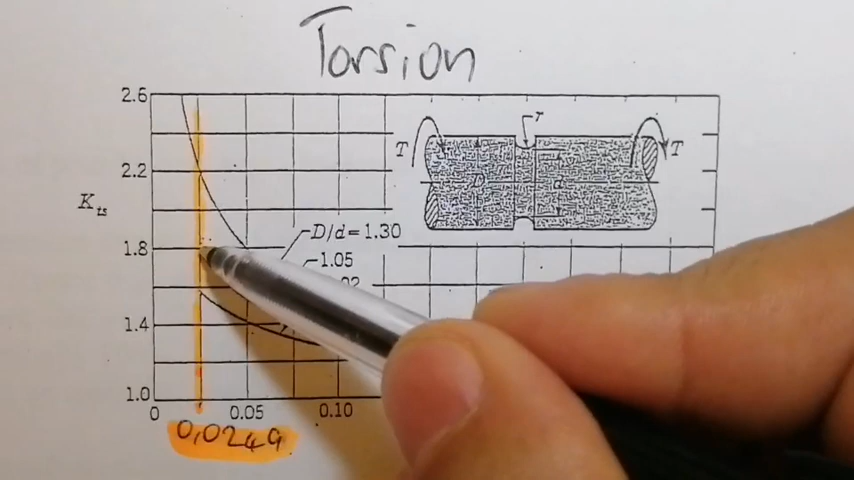 Torsion
2.6
r
T
T
2.2
D
d
K_ts
D/d = 1.30
1.8
1.05
1.4
1.0
0
0.05
0.10
0,0249